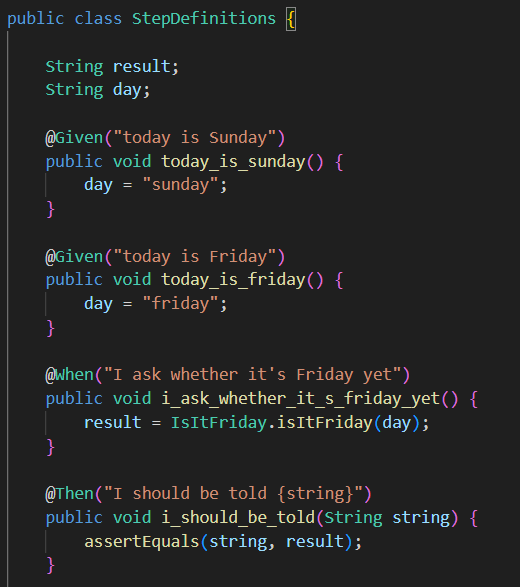 public class StepDefinitions {
String result;
String day;
@Given("today is Sunday")
public void today_is_sunday() {
day = "sunday";
}
@Given("today is Friday")
public void today_is_friday() {
day = "friday";
}
@When("I ask whether it's Friday yet")
public void i_ask_whether_it_s_friday_yet() {
result = IsItFriday.isItFriday(day);
}
@Then("I should be told {string}")
public void i_should_be_told(String string) {
assertEquals(string, result);
}